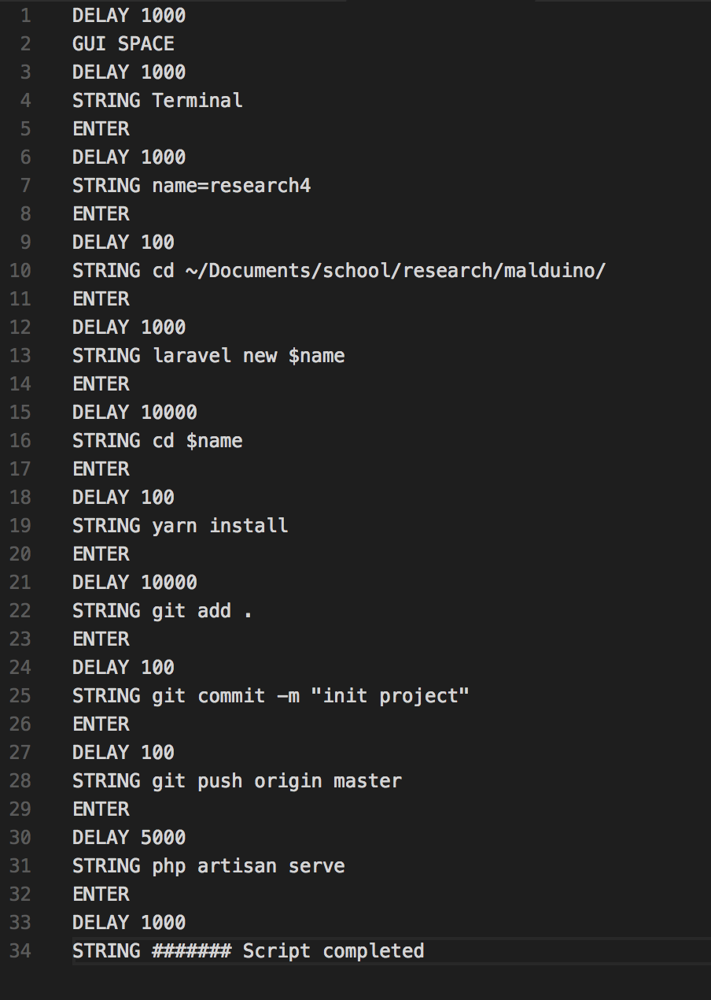 1 DELAY 1000
2 GUI SPACE
3 DELAY 1000
4 STRING Terminal
5 ENTER
6 DELAY 1000
7 STRING name=research4
8 ENTER
9 DELAY 100
10 STRING cd ~/Documents/school/research/malduino/
11 ENTER
12 DELAY 1000
13 STRING laravel new $name
14 ENTER
15 DELAY 10000
16 STRING cd $name
17 ENTER
18 DELAY 100
19 STRING yarn install
20 ENTER
21 DELAY 10000
22 STRING git add .
23 ENTER
24 DELAY 100
25 STRING git commit -m "init project"
26 ENTER
27 DELAY 100
28 STRING git push origin master
29 ENTER
30 DELAY 5000
31 STRING php artisan serve
32 ENTER
33 DELAY 1000
34 STRING ####### Script completed